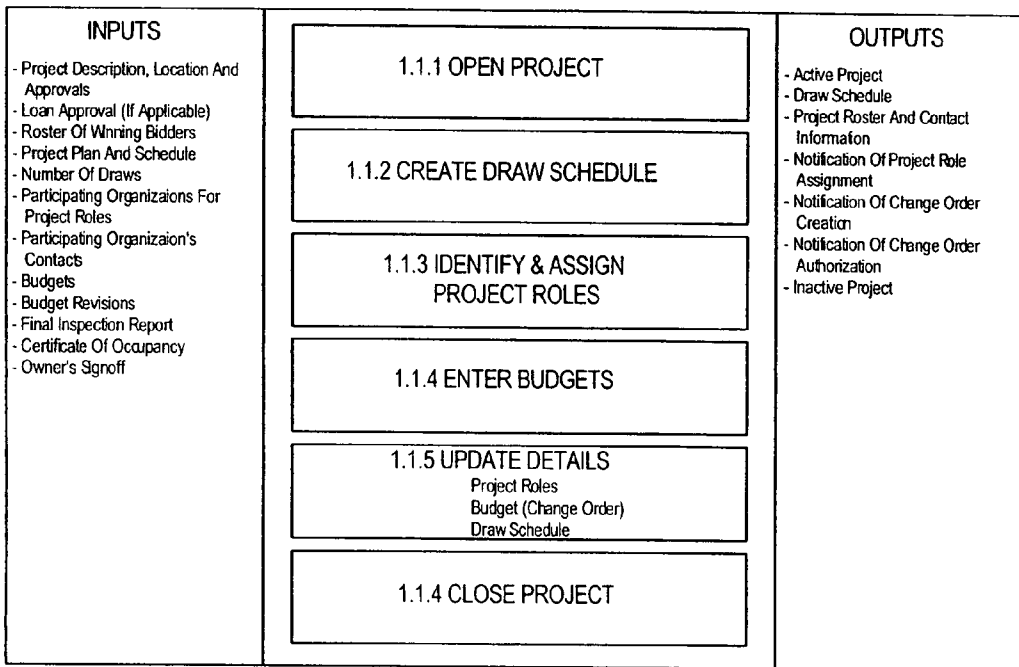 INPUTS
- Project Description, Location And
Approvals
- Loan Approval (If Applicable)
- Roster Of Winning Bidders
- Project Plan And Schedule
- Number Of Draws
- Participating Organizaions For
Project Roles
- Participating Organizaion's
Contacts
- Budgets
- Budget Revisions
- Final Inspection Report
- Certificate Of Occupancy
- Owner's Signoff
1.1.1 OPEN PROJECT
1.1.2 CREATE DRAW SCHEDULE
1.1.3 IDENTIFY & ASSIGN
PROJECT ROLES
1.1.4 ENTER BUDGETS
1.1.5 UPDATE DETAILS
Project Roles
Budget (Change Order)
Draw Schedule
1.1.4 CLOSE PROJECT
OUTPUTS
- Active Project
- Draw Schedule
- Project Roster And Contact
Information
- Notification Of Project Role
Assignment
- Notification Of Change Order
Creation
- Notification Of Change Order
Authorization
- Inactive Project